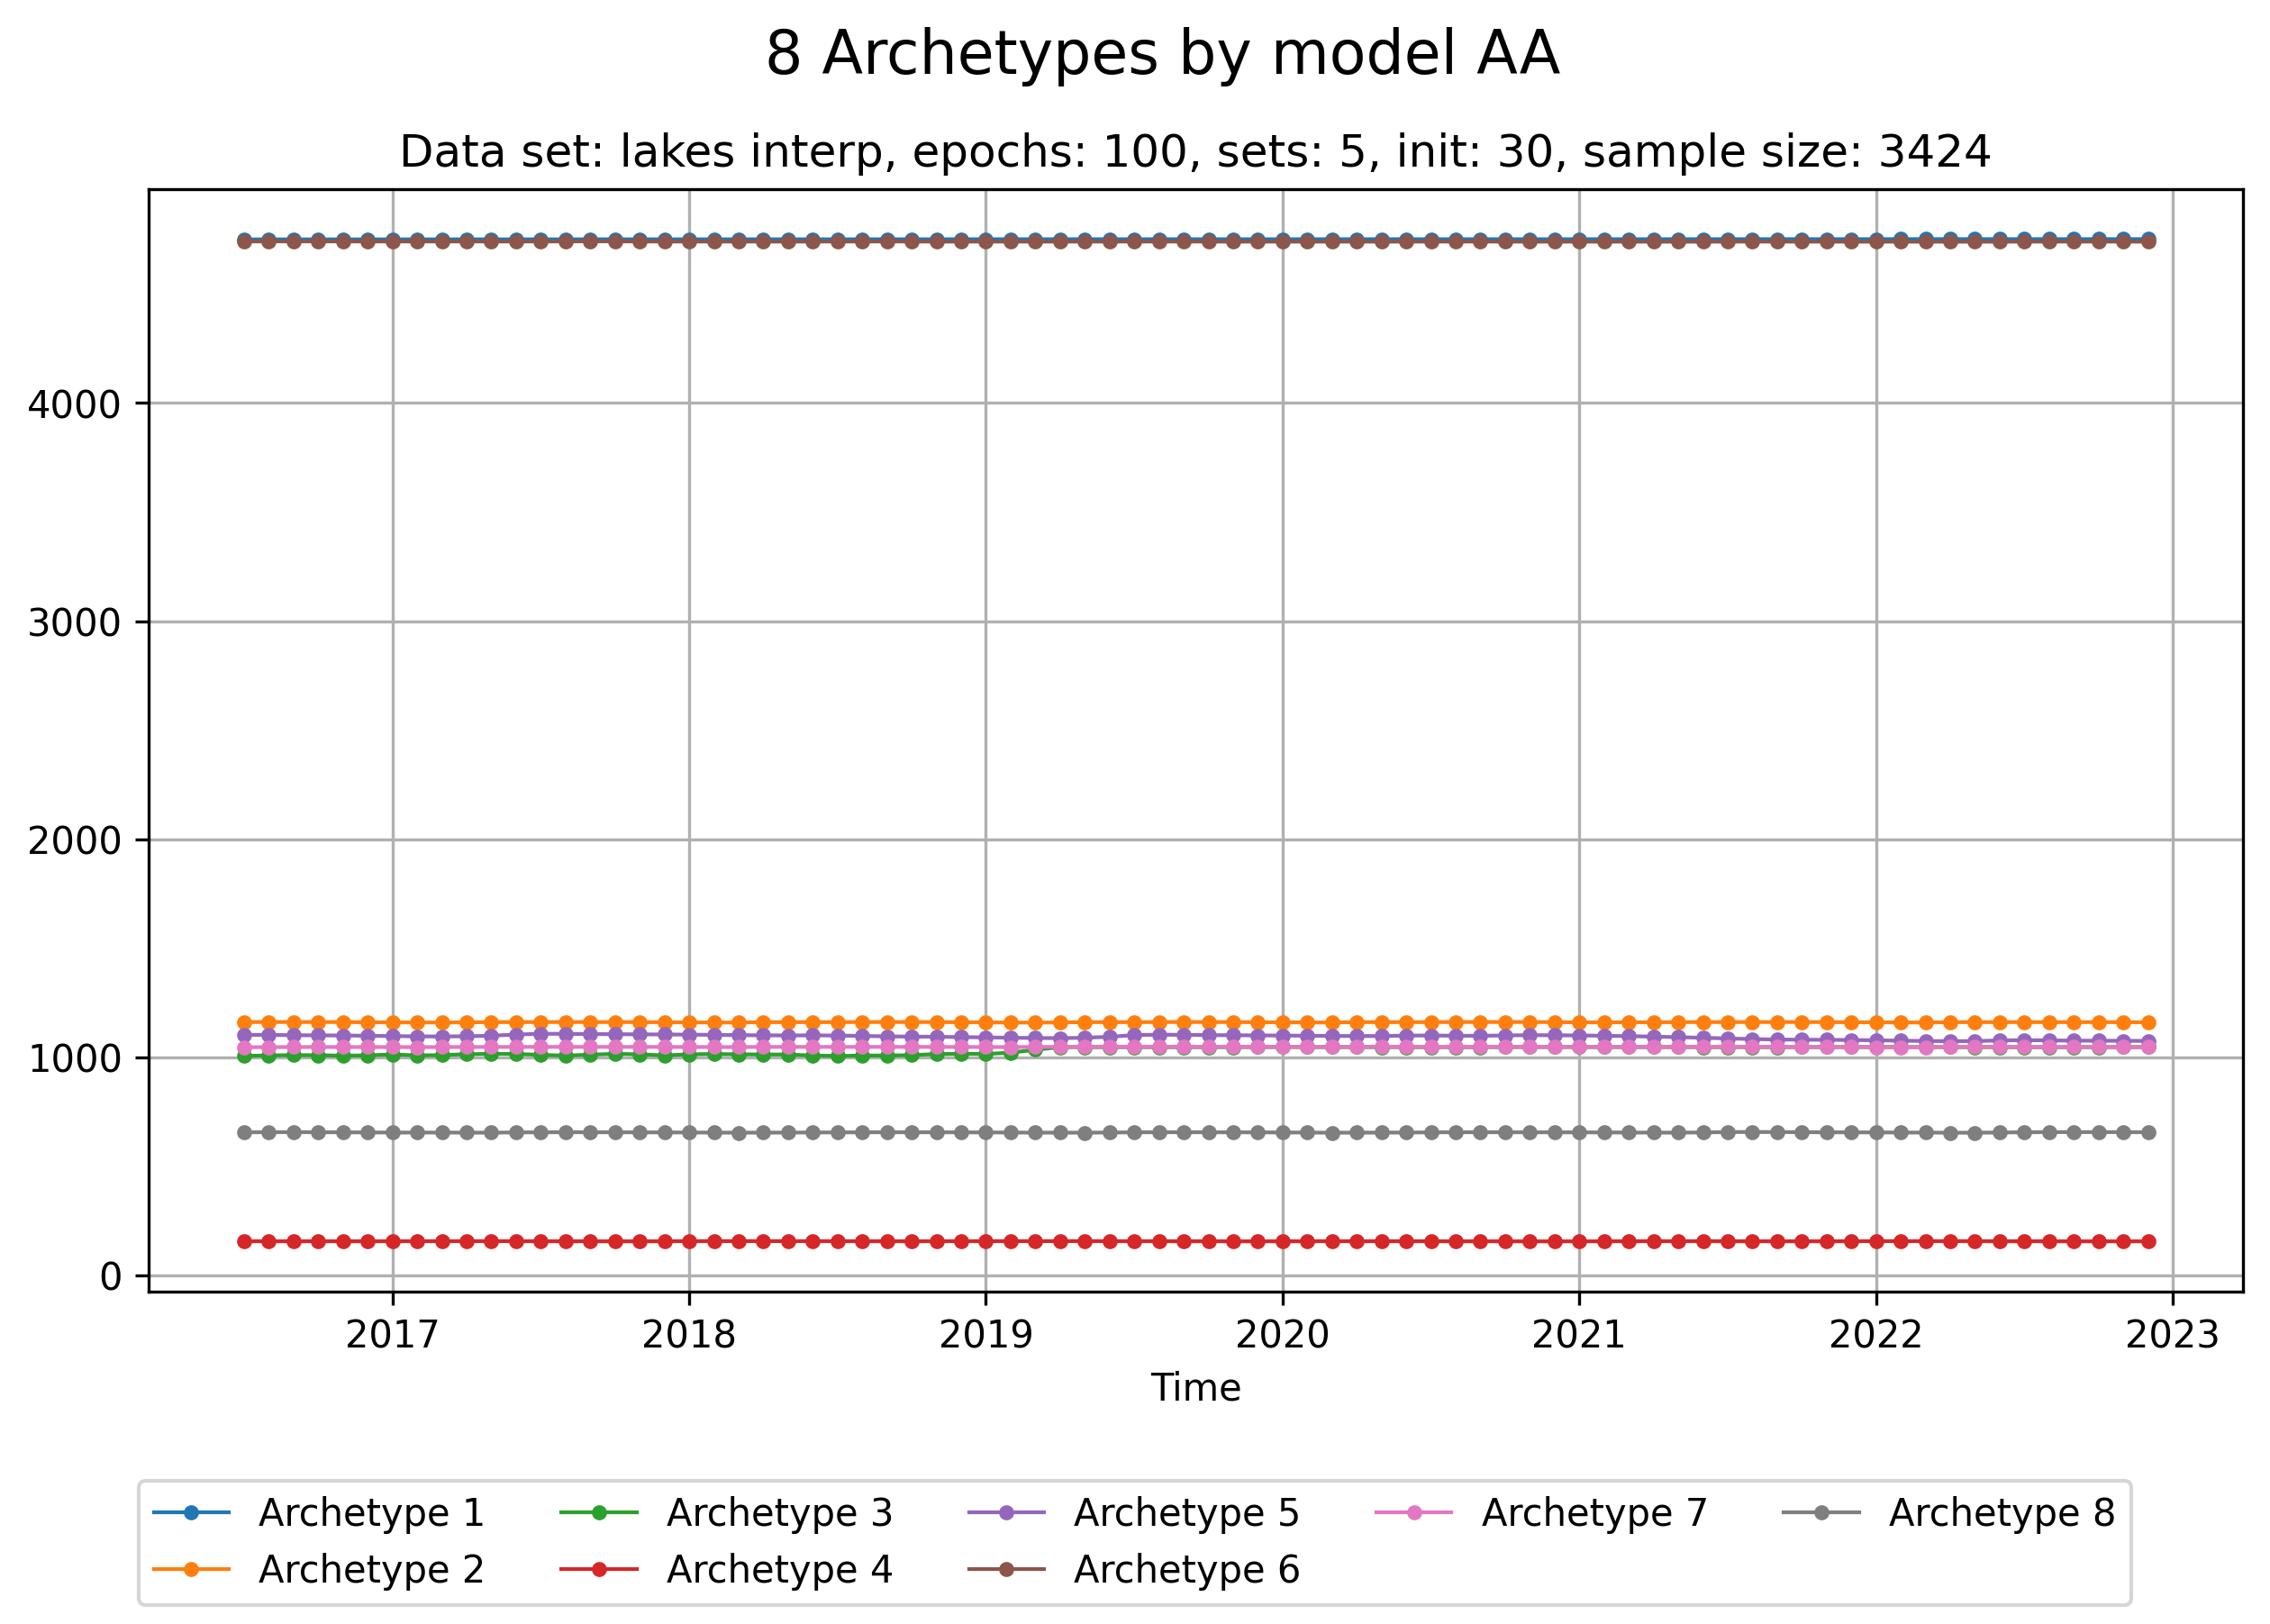 8 Archetypes by model AA
Data set: lakes interp, epochs: 100, sets: 5, init: 30, sample size: 3424
4000
3000
2000
1000
0
2017 2018 2019 2020 2021 2022 2023
Time
Archetype 1 Archetype 3 Archetype 5 Archetype 7 Archetype 8
Archetype 2 Archetype 4 Archetype 6